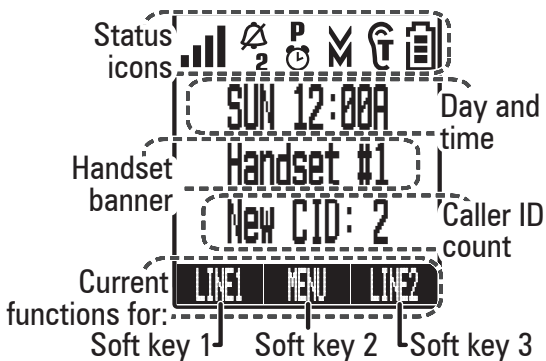 Status icons
2
P
T
SUN 12:00A
Day and time
Handset banner
Handset #1
New CID: 2
Caller ID count
Current functions for:
LINE1 MENU LINE2
Soft key 1 Soft key 2 Soft key 3